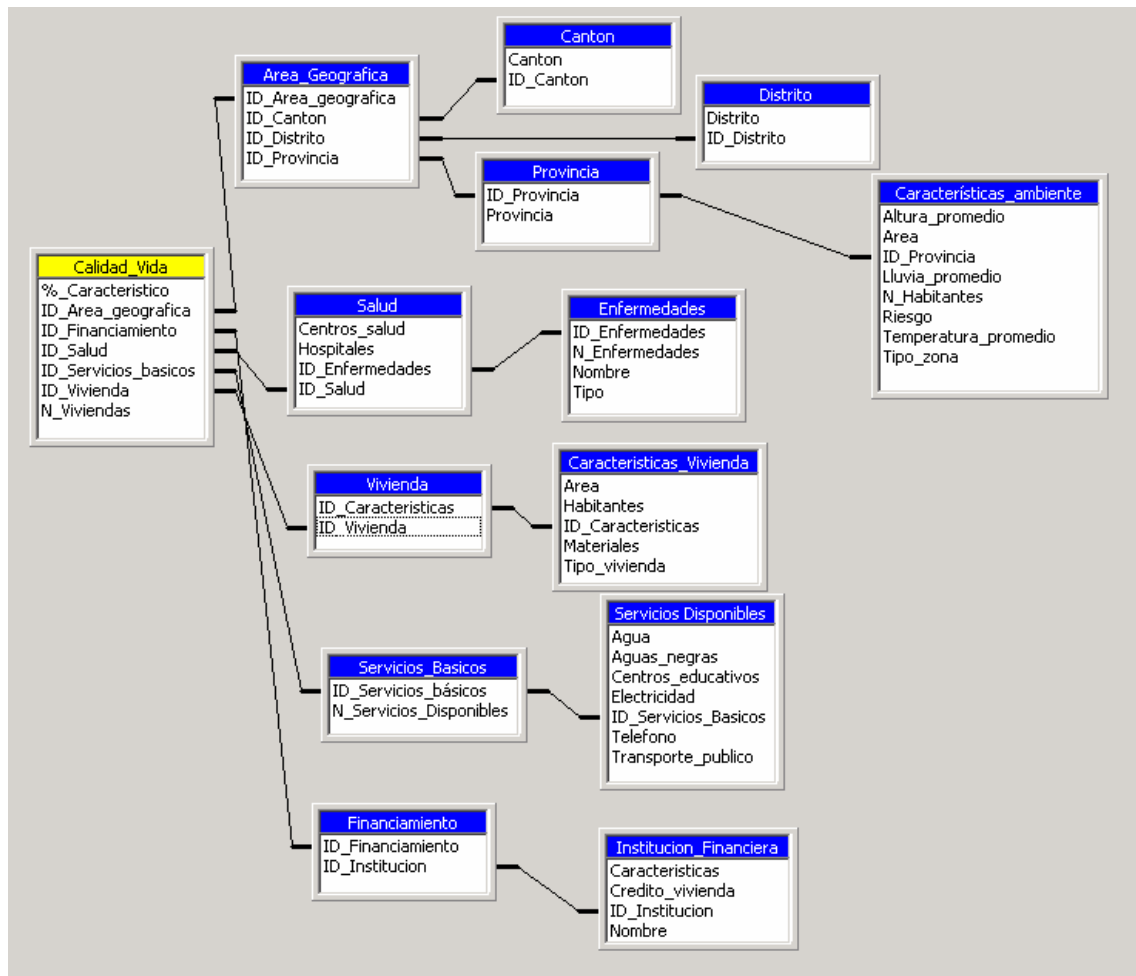 Canton
Canton
ID_Canton
Area_Geografica
ID_Area_geografica
ID_Canton
ID_Distrito
ID_Provincia
Distrito
Distrito
ID_Distrito
Provincia
ID_Provincia
Provincia
Características_ambiente
Altura_promedio
Area
ID_Provincia
Lluvia_promedio
N_Habitantes
Riesgo
Temperatura_promedio
Tipo_zona
Calidad_Vida
%_Caracteristico
ID_Area_geografica
ID_Financiamiento
ID_Salud
ID_Servicios_basicos
ID_Vivienda
N_Viviendas
Salud
Centros_salud
Hospitales
ID_Enfermedades
ID_Salud
Enfermedades
ID_Enfermedades
N_Enfermedades
Nombre
Tipo
Vivienda
ID_Caracteristicas
ID_Vivienda
Caracteristicas_Vivienda
Area
Habitantes
ID_Caracteristicas
Materiales
Tipo_vivienda
Servicios_Basicos
ID_Servicios_básicos
N_Servicios_Disponibles
Servicios Disponibles
Agua
Aguas_negras
Centros_educativos
Electricidad
ID_Servicios_Basicos
Telefono
Transporte_publico
Financiamiento
ID_Financiamiento
ID_Institucion
Institucion_Financiera
Caracteristicas
Credito_vivienda
ID_Institucion
Nombre